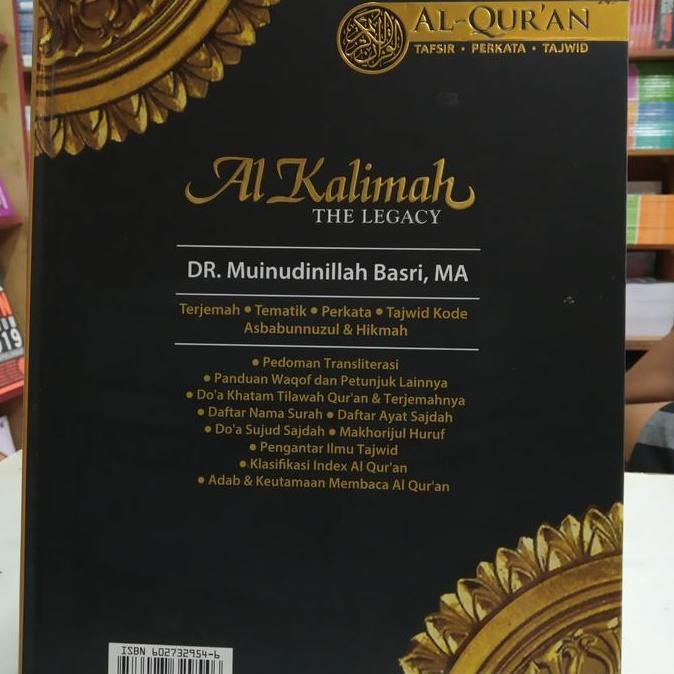 AL-QUR'AN
TAFSIR • PERKATA • TAJWID
Al Kalimah
THE LEGACY
DR. Muinudinillah Basri, MA
Terjemah • Tematik • Perkata • Tajwid Kode
Asbabunnuzul & Hikmah
• Pedoman Transliterasi
• Panduan Waqof dan Petunjuk Lainnya
• Do'a Khatam Tilawah Qur'an & Terjemahnya
• Daftar Nama Surah • Daftar Ayat Sajdah
• Do'a Sujud Sajdah • Makhorijul Huruf
• Pengantar Ilmu Tajwid
• Klasifikasi Index Al Qur'an
• Adab & Keutamaan Membaca Al Qur'an
ISBN 602732954-6